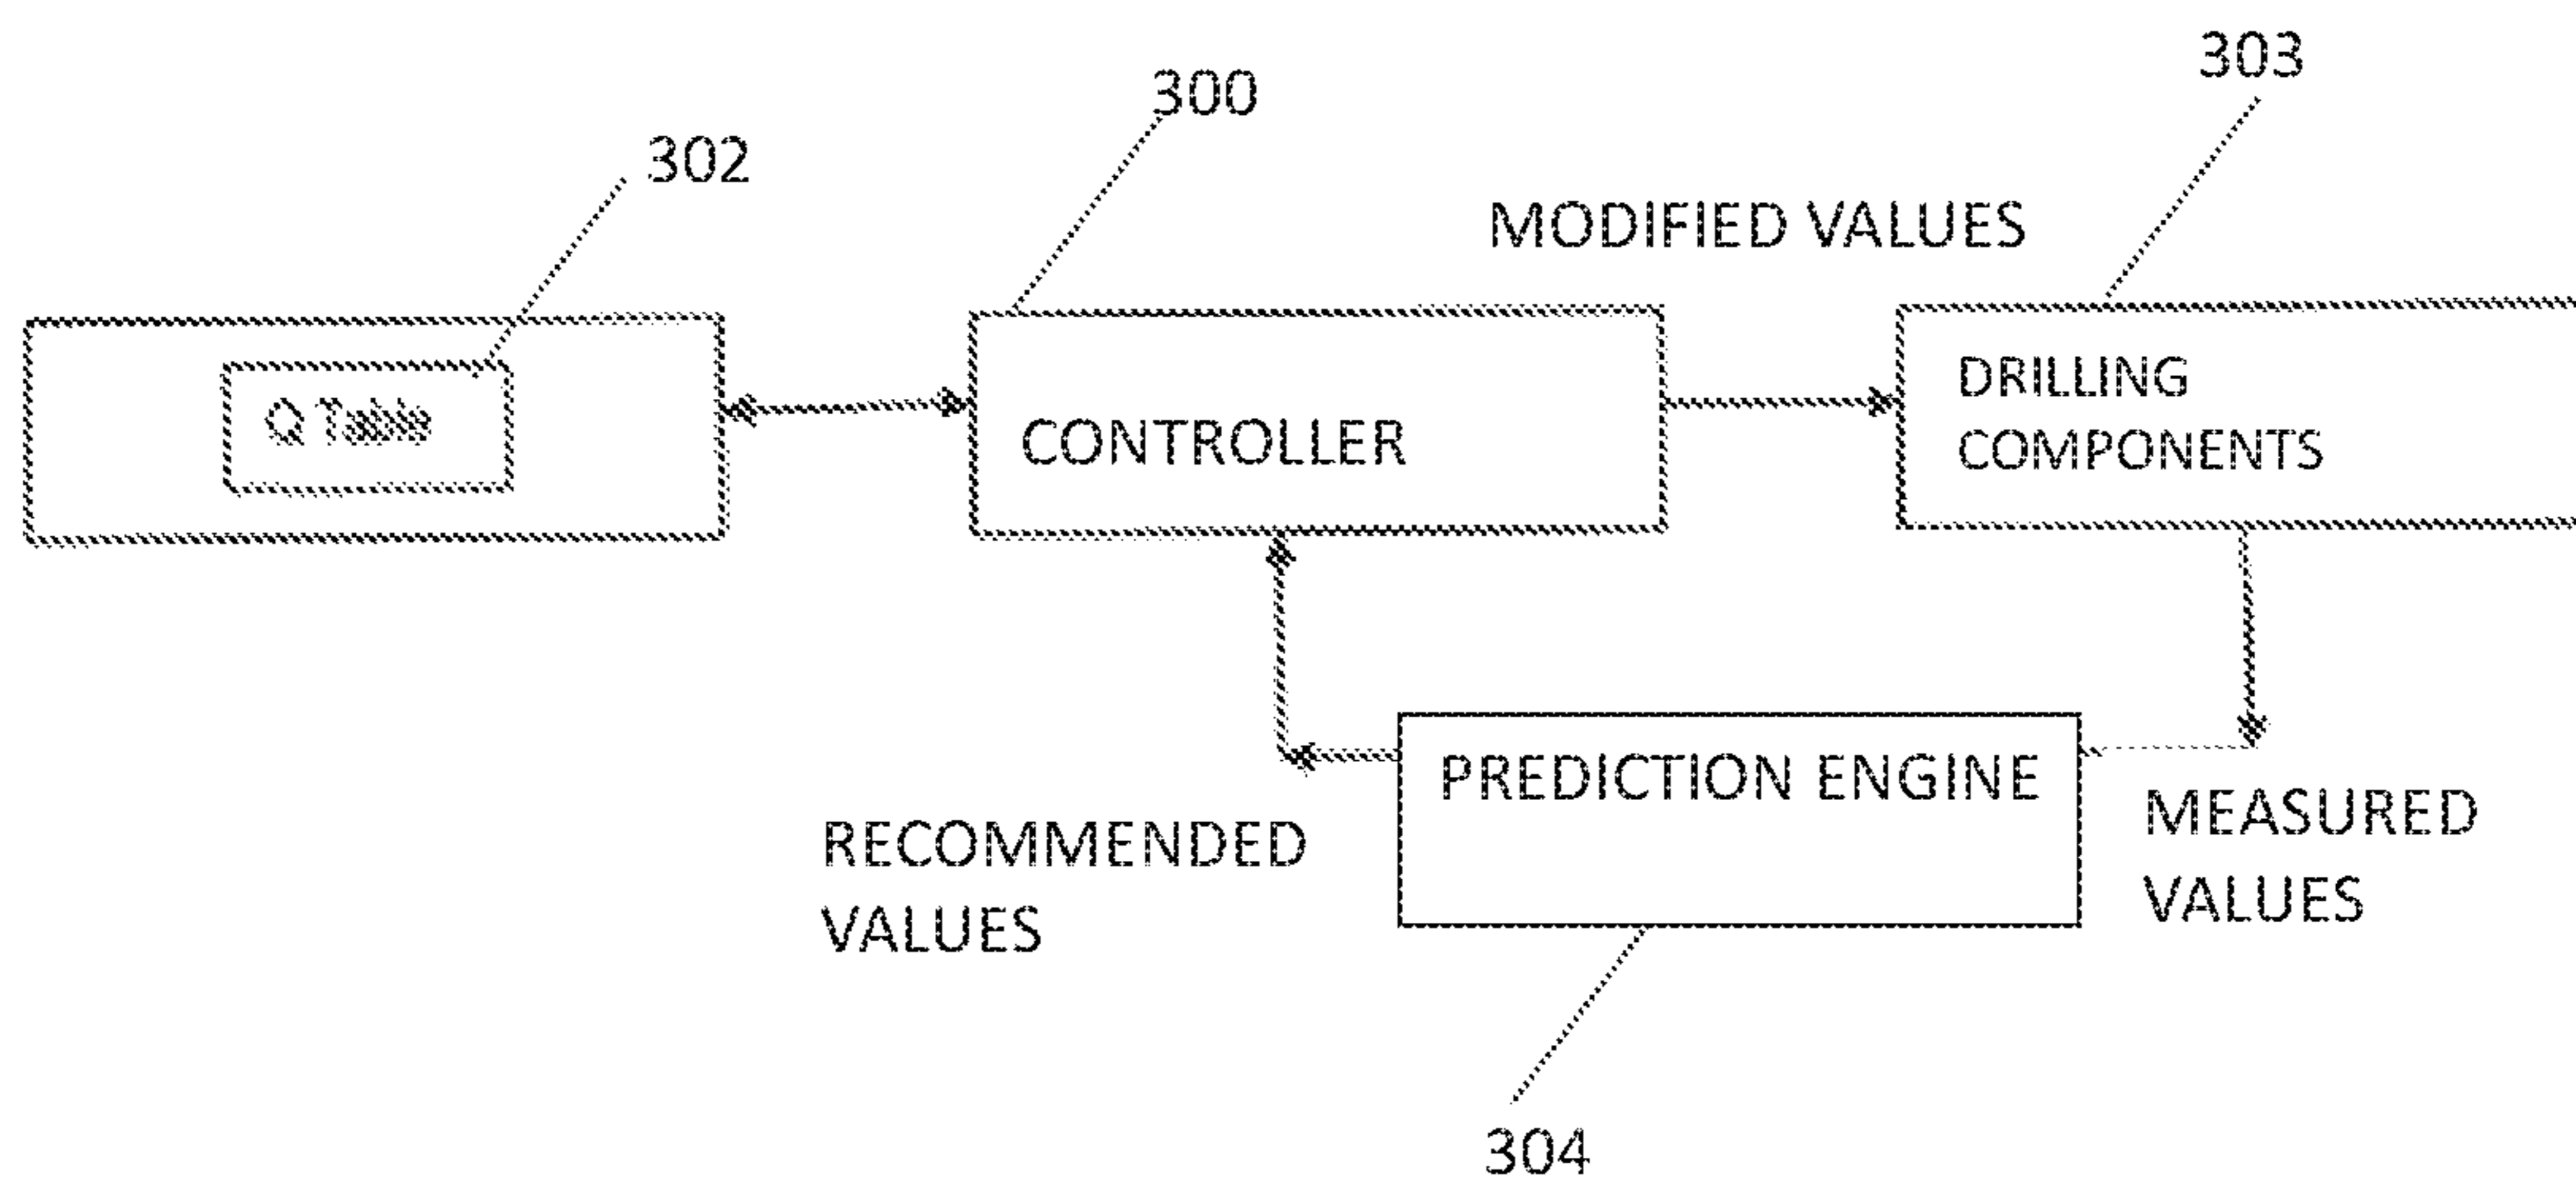 303
300
302
MODIFIED VALUES
Q Table
CONTROLLER
DRILLING
COMPONENTS
PREDICTION ENGINE
RECOMMENDED
VALUES
MEASURED
VALUES
304